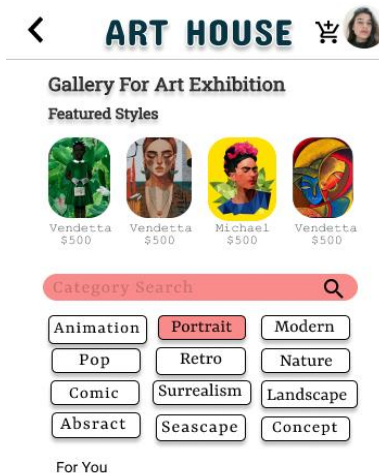 ART HOUSE
Gallery For Art Exhibition
Featured Styles
Vendetta Vendetta Michael Vendetta
$500 $500 $500 $500
Category Search
Animation Portrait Modern
Pop Retro Nature
Comic Surrealism Landscape
Absract Seascape Concept
For You